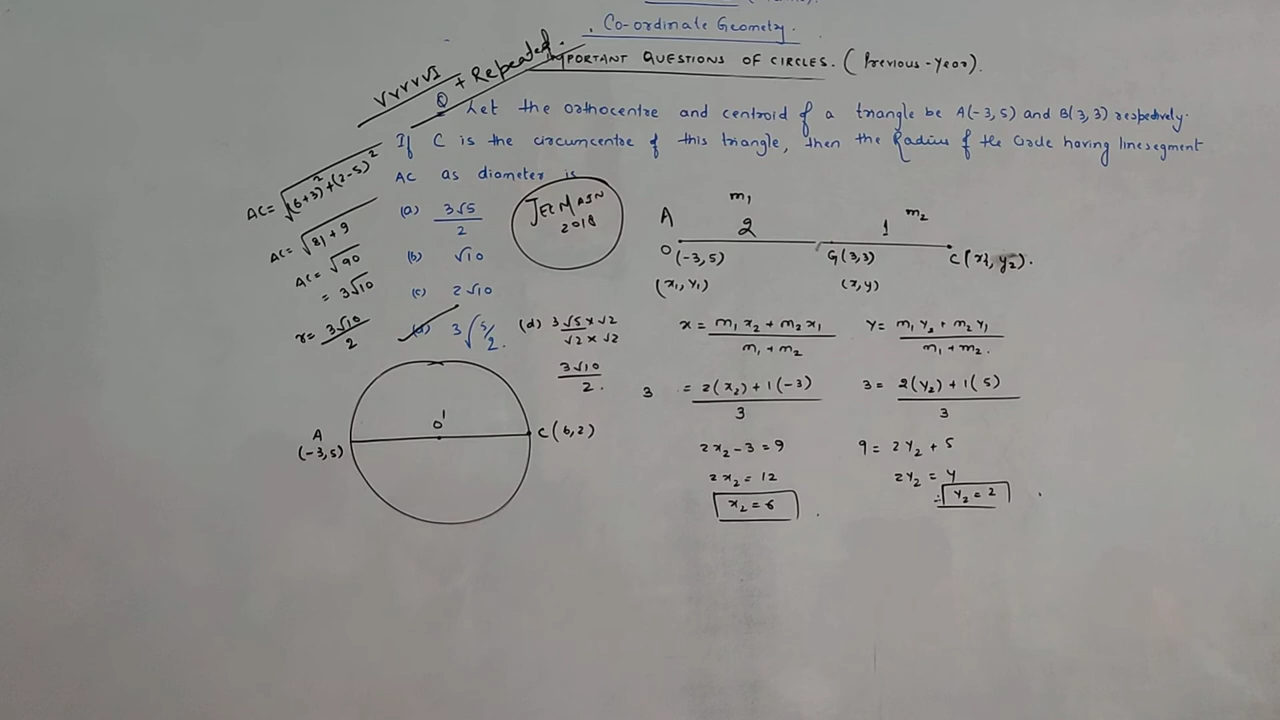 Co-ordinate Geometry.
VVVVVI
Q + Repeated.
IMPORTANT QUESTIONS OF CIRCLES. (Previous-Year).
Let the orthocentre and centroid of a triangle be A(-3,5) and B(3,3) respectively.
If C is the circumcentre of this triangle, then the Radius of the Circle having line segment
AC as diameter is
(a) 3√5/2
(b) √10
(c) 2√10
(d) 3√5/2.
JEE MAIN
2018
AC = √(6+3)²+(2-5)²
AC = √81+9
AC = √90
= 3√10
r = 3√10/2
(d) 3√5×√2/√2×√2
3√10/2.
A
m₁
2
1
m₂
O(-3,5)
G(3,3)
C(x₂, y₂).
(x₁,y₁)
(x,y)
x = m₁x₂+m₂x₁/m₁+m₂
3 = 2(x₂)+1(-3)/3
2x₂-3=9
2x₂=12
x₂=6
y = m₁y₂+m₂y₁/m₁+m₂.
3 = 2(y₂)+1(5)/3
9 = 2y₂+5
2y₂=4
∴ y₂=2
A
(-3,5)
O'
C(6,2)